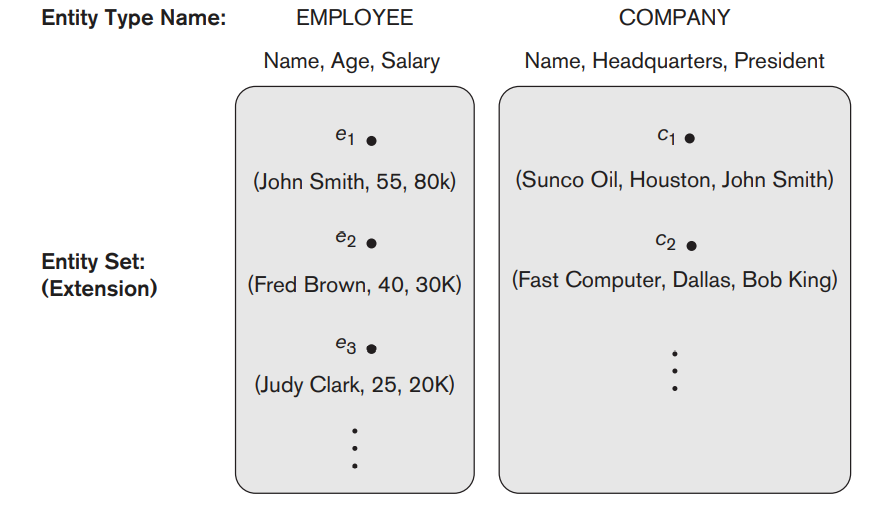 Entity Type Name: EMPLOYEE COMPANY
Name, Age, Salary Name, Headquarters, President
e1 c1
(John Smith, 55, 80k) (Sunco Oil, Houston, John Smith)
e2 c2
(Fred Brown, 40, 30K) (Fast Computer, Dallas, Bob King)
Entity Set:
(Extension)
e3
(Judy Clark, 25, 20K)